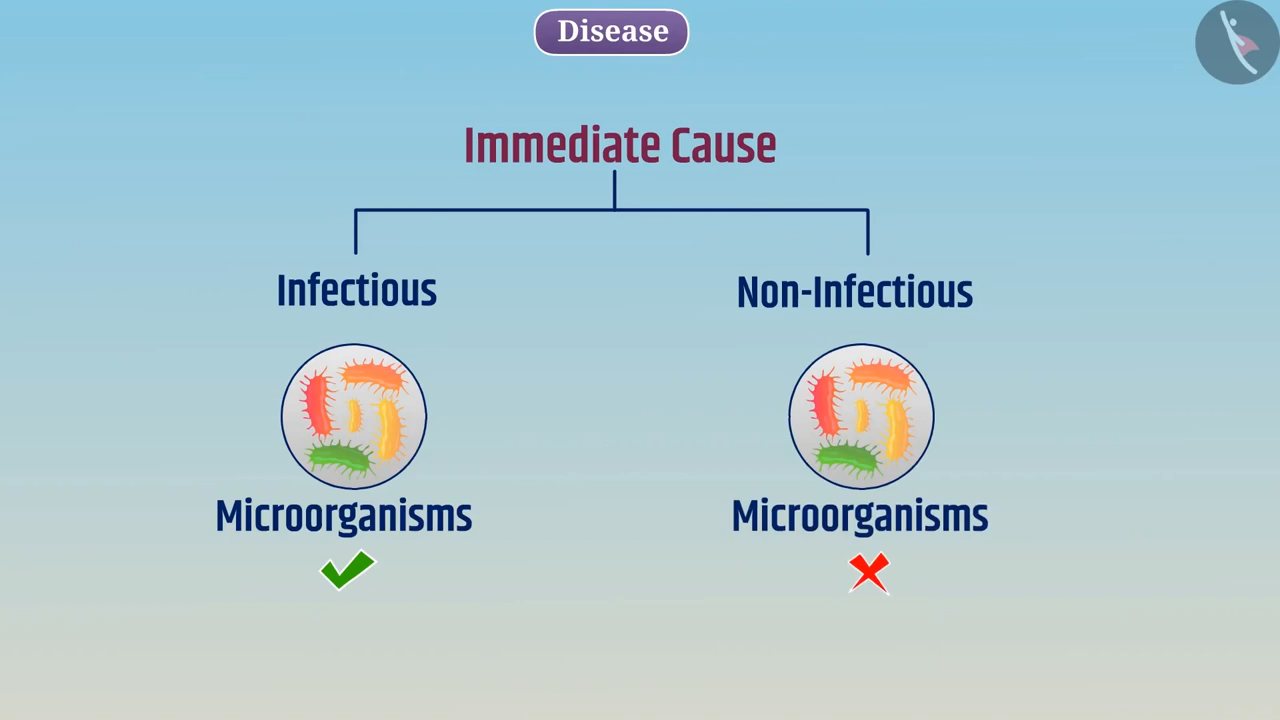 Disease
Immediate Cause
Infectious
Non-Infectious
Microorganisms
Microorganisms